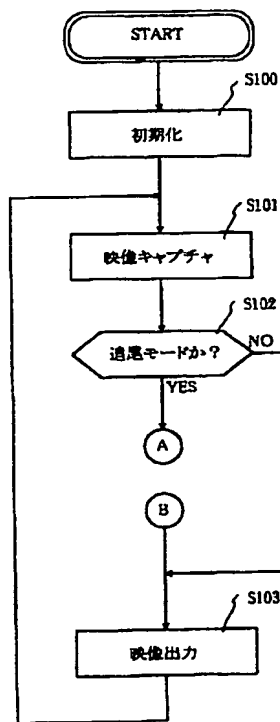 START
S100
初期化
S101
映像キャプチャ
S102
追尾モードか？
NO
YES
A
B
S103
映像出力